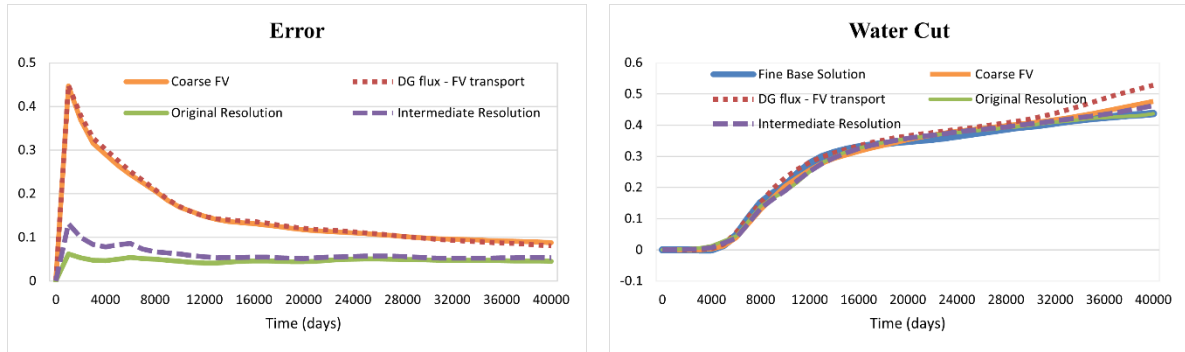 Error
0.5
0.4
0.3
0.2
0.1
0
Coarse FV
DG flux - FV transport
Original Resolution
Intermediate Resolution
0 4000 8000 12000 16000 20000 24000 28000 32000 36000 40000
Time (days)
Water Cut
0.6
0.5
0.4
0.3
0.2
0.1
0
-0.1
Fine Base Solution
Coarse FV
DG flux - FV transport
Original Resolution
Intermediate Resolution
0 4000 8000 12000 16000 20000 24000 28000 32000 36000 40000
Time (days)